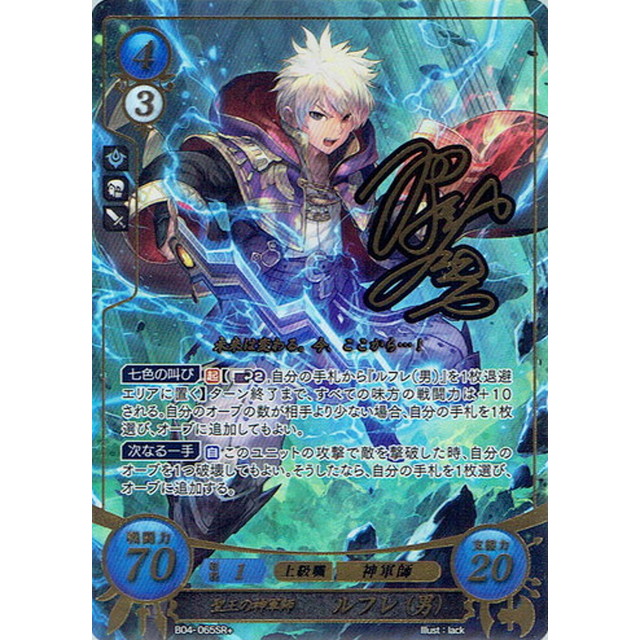 4
3
未来は変わる。今、ここから…!
七色の叫び 起【②,自分の手札から『ルフレ(男)』を1枚退避
エリアに置く】ターン終了まで、すべての味方の戦闘力は+10
される。自分のオーブの数が相手より少ない場合、自分の手札を1枚
選び、オーブに追加してもよい。
次なる一手 自 このユニットの攻撃で敵を撃破した時、自分の
オーブを1つ破壊してもよい。そうしたなら、自分の手札を1枚選び、
オーブに追加する。
戦闘力
70
1
上級職
神軍師
支援力
20
ルフレ(男)
B04-065SR+
Illust : lack